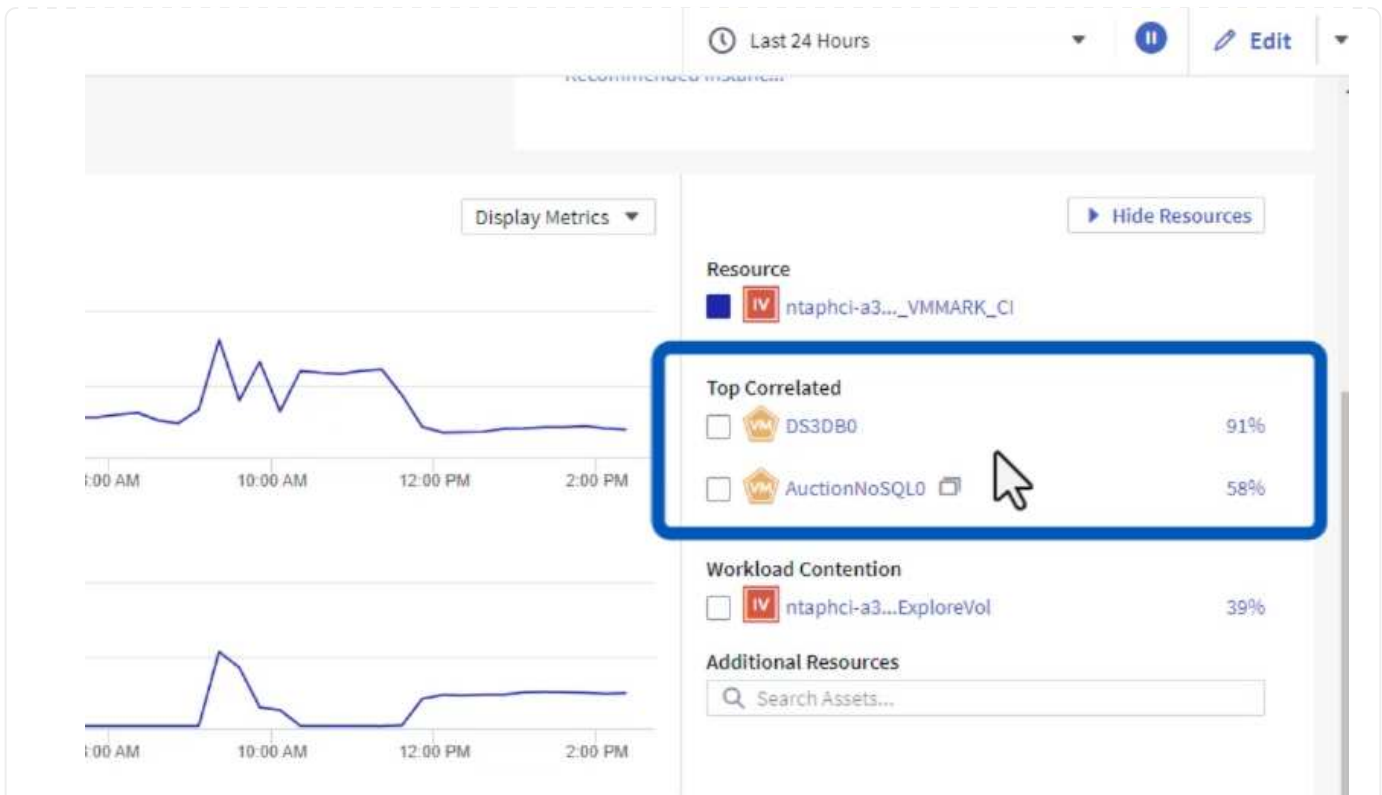 Last 24 Hours
Edit
Recommended Instanc...
Display Metrics
Hide Resources
Resource
IV ntaphci-a3..._VMMARK_CI
Top Correlated
VM DS3DB0 91%
VM AuctionNoSQL0 58%
:00 AM 10:00 AM 12:00 PM 2:00 PM
Workload Contention
IV ntaphci-a3...ExploreVol 39%
Additional Resources
Search Assets...
:00 AM 10:00 AM 12:00 PM 2:00 PM